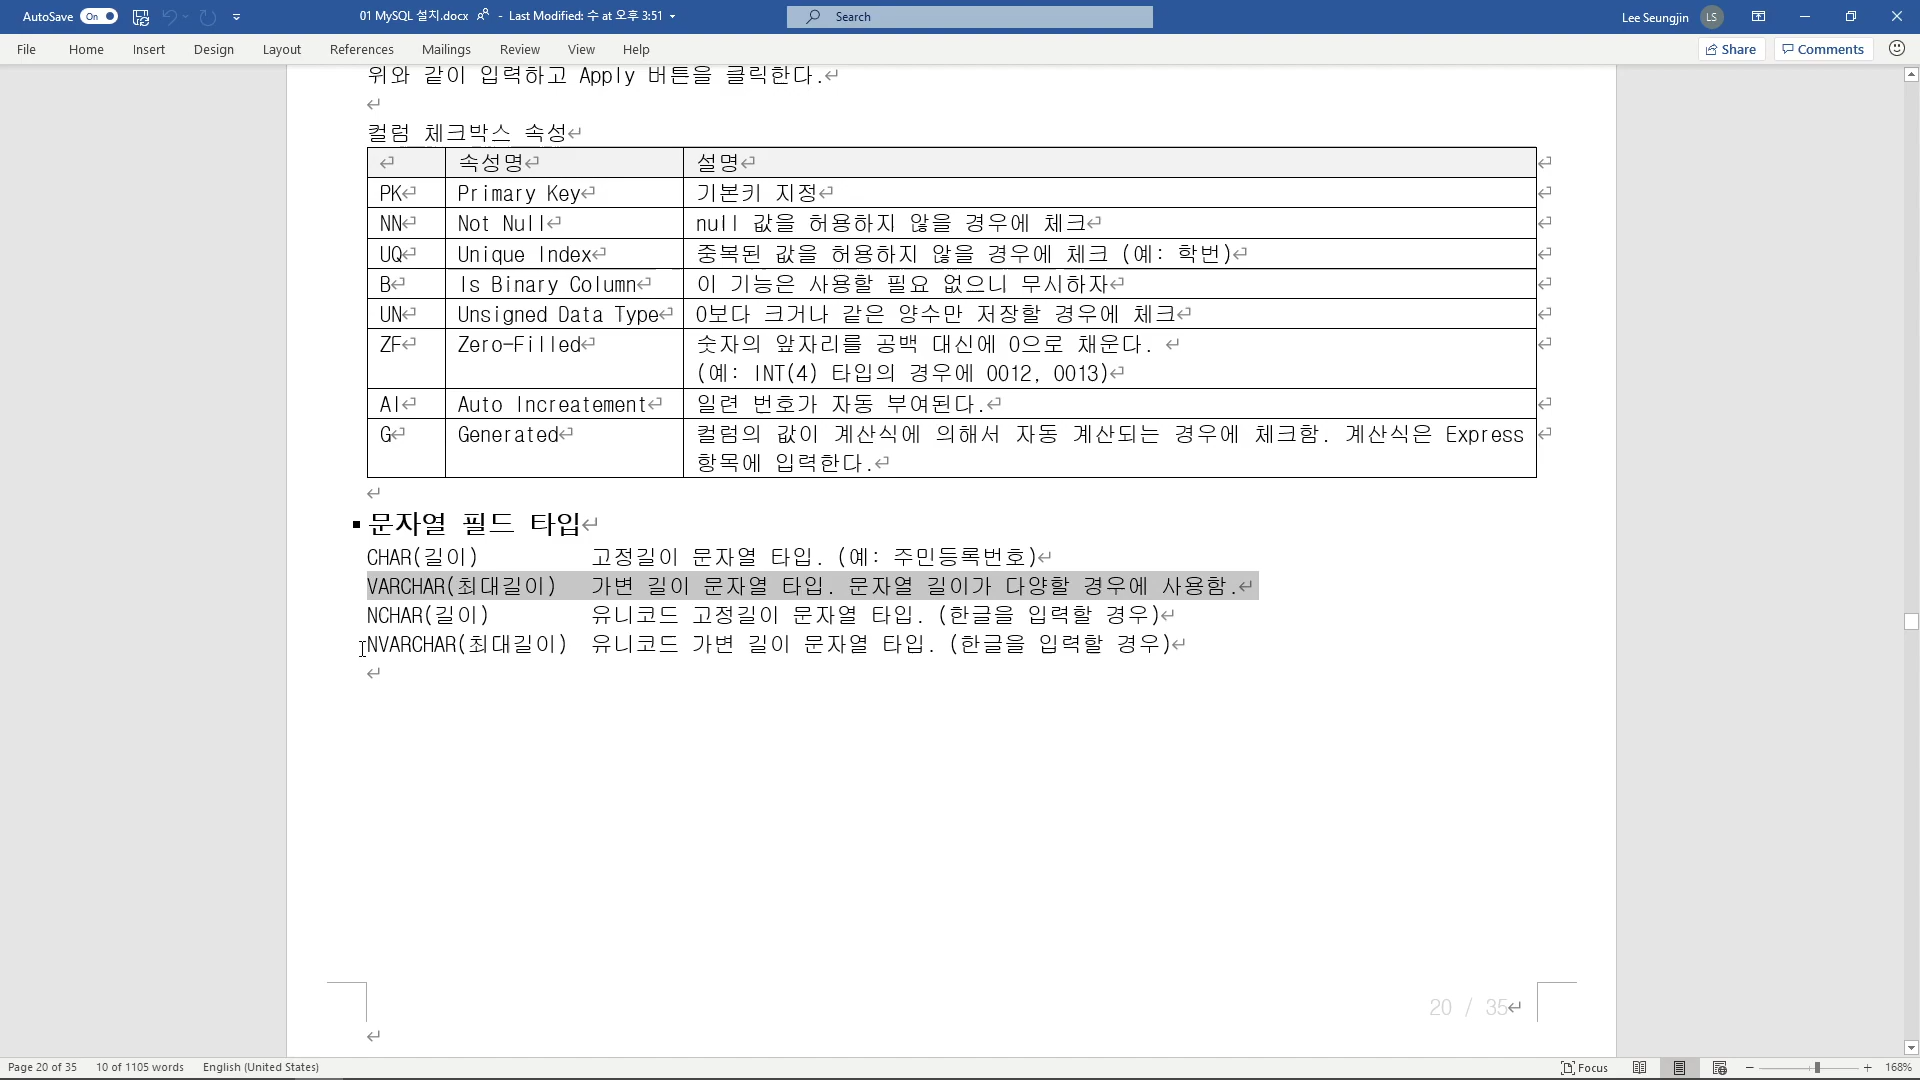 AutoSave On 01 MySQL 설치.docx - Last Modified: 수 at 오후 3:51 Search Lee Seungjin LS
File Home Insert Design Layout References Mailings Review View Help Share Comments
위와 같이 입력하고 Apply 버튼을 클릭한다.
컬럼 체크박스 속성
속성명 설명
PK Primary Key 기본키 지정
NN Not Null null 값을 허용하지 않을 경우에 체크
UQ Unique Index 중복된 값을 허용하지 않을 경우에 체크 (예: 학번)
B Is Binary Column 이 기능은 사용할 필요 없으니 무시하자
UN Unsigned Data Type 0보다 크거나 같은 양수만 저장할 경우에 체크
ZF Zero-Filled 숫자의 앞자리를 공백 대신에 0으로 채운다.
(예: INT(4) 타입의 경우에 0012, 0013)
AI Auto Increatement 일련 번호가 자동 부여된다.
G Generated 컬럼의 값이 계산식에 의해서 자동 계산되는 경우에 체크함. 계산식은 Express
항목에 입력한다.
문자열 필드 타입
CHAR(길이) 고정길이 문자열 타입. (예: 주민등록번호)
VARCHAR(최대길이) 가변 길이 문자열 타입. 문자열 길이가 다양할 경우에 사용함.
NCHAR(길이) 유니코드 고정길이 문자열 타입. (한글을 입력할 경우)
NVARCHAR(최대길이) 유니코드 가변 길이 문자열 타입. (한글을 입력할 경우)
20 / 35
Page 20 of 35 10 of 1105 words English (United States) Focus 168%